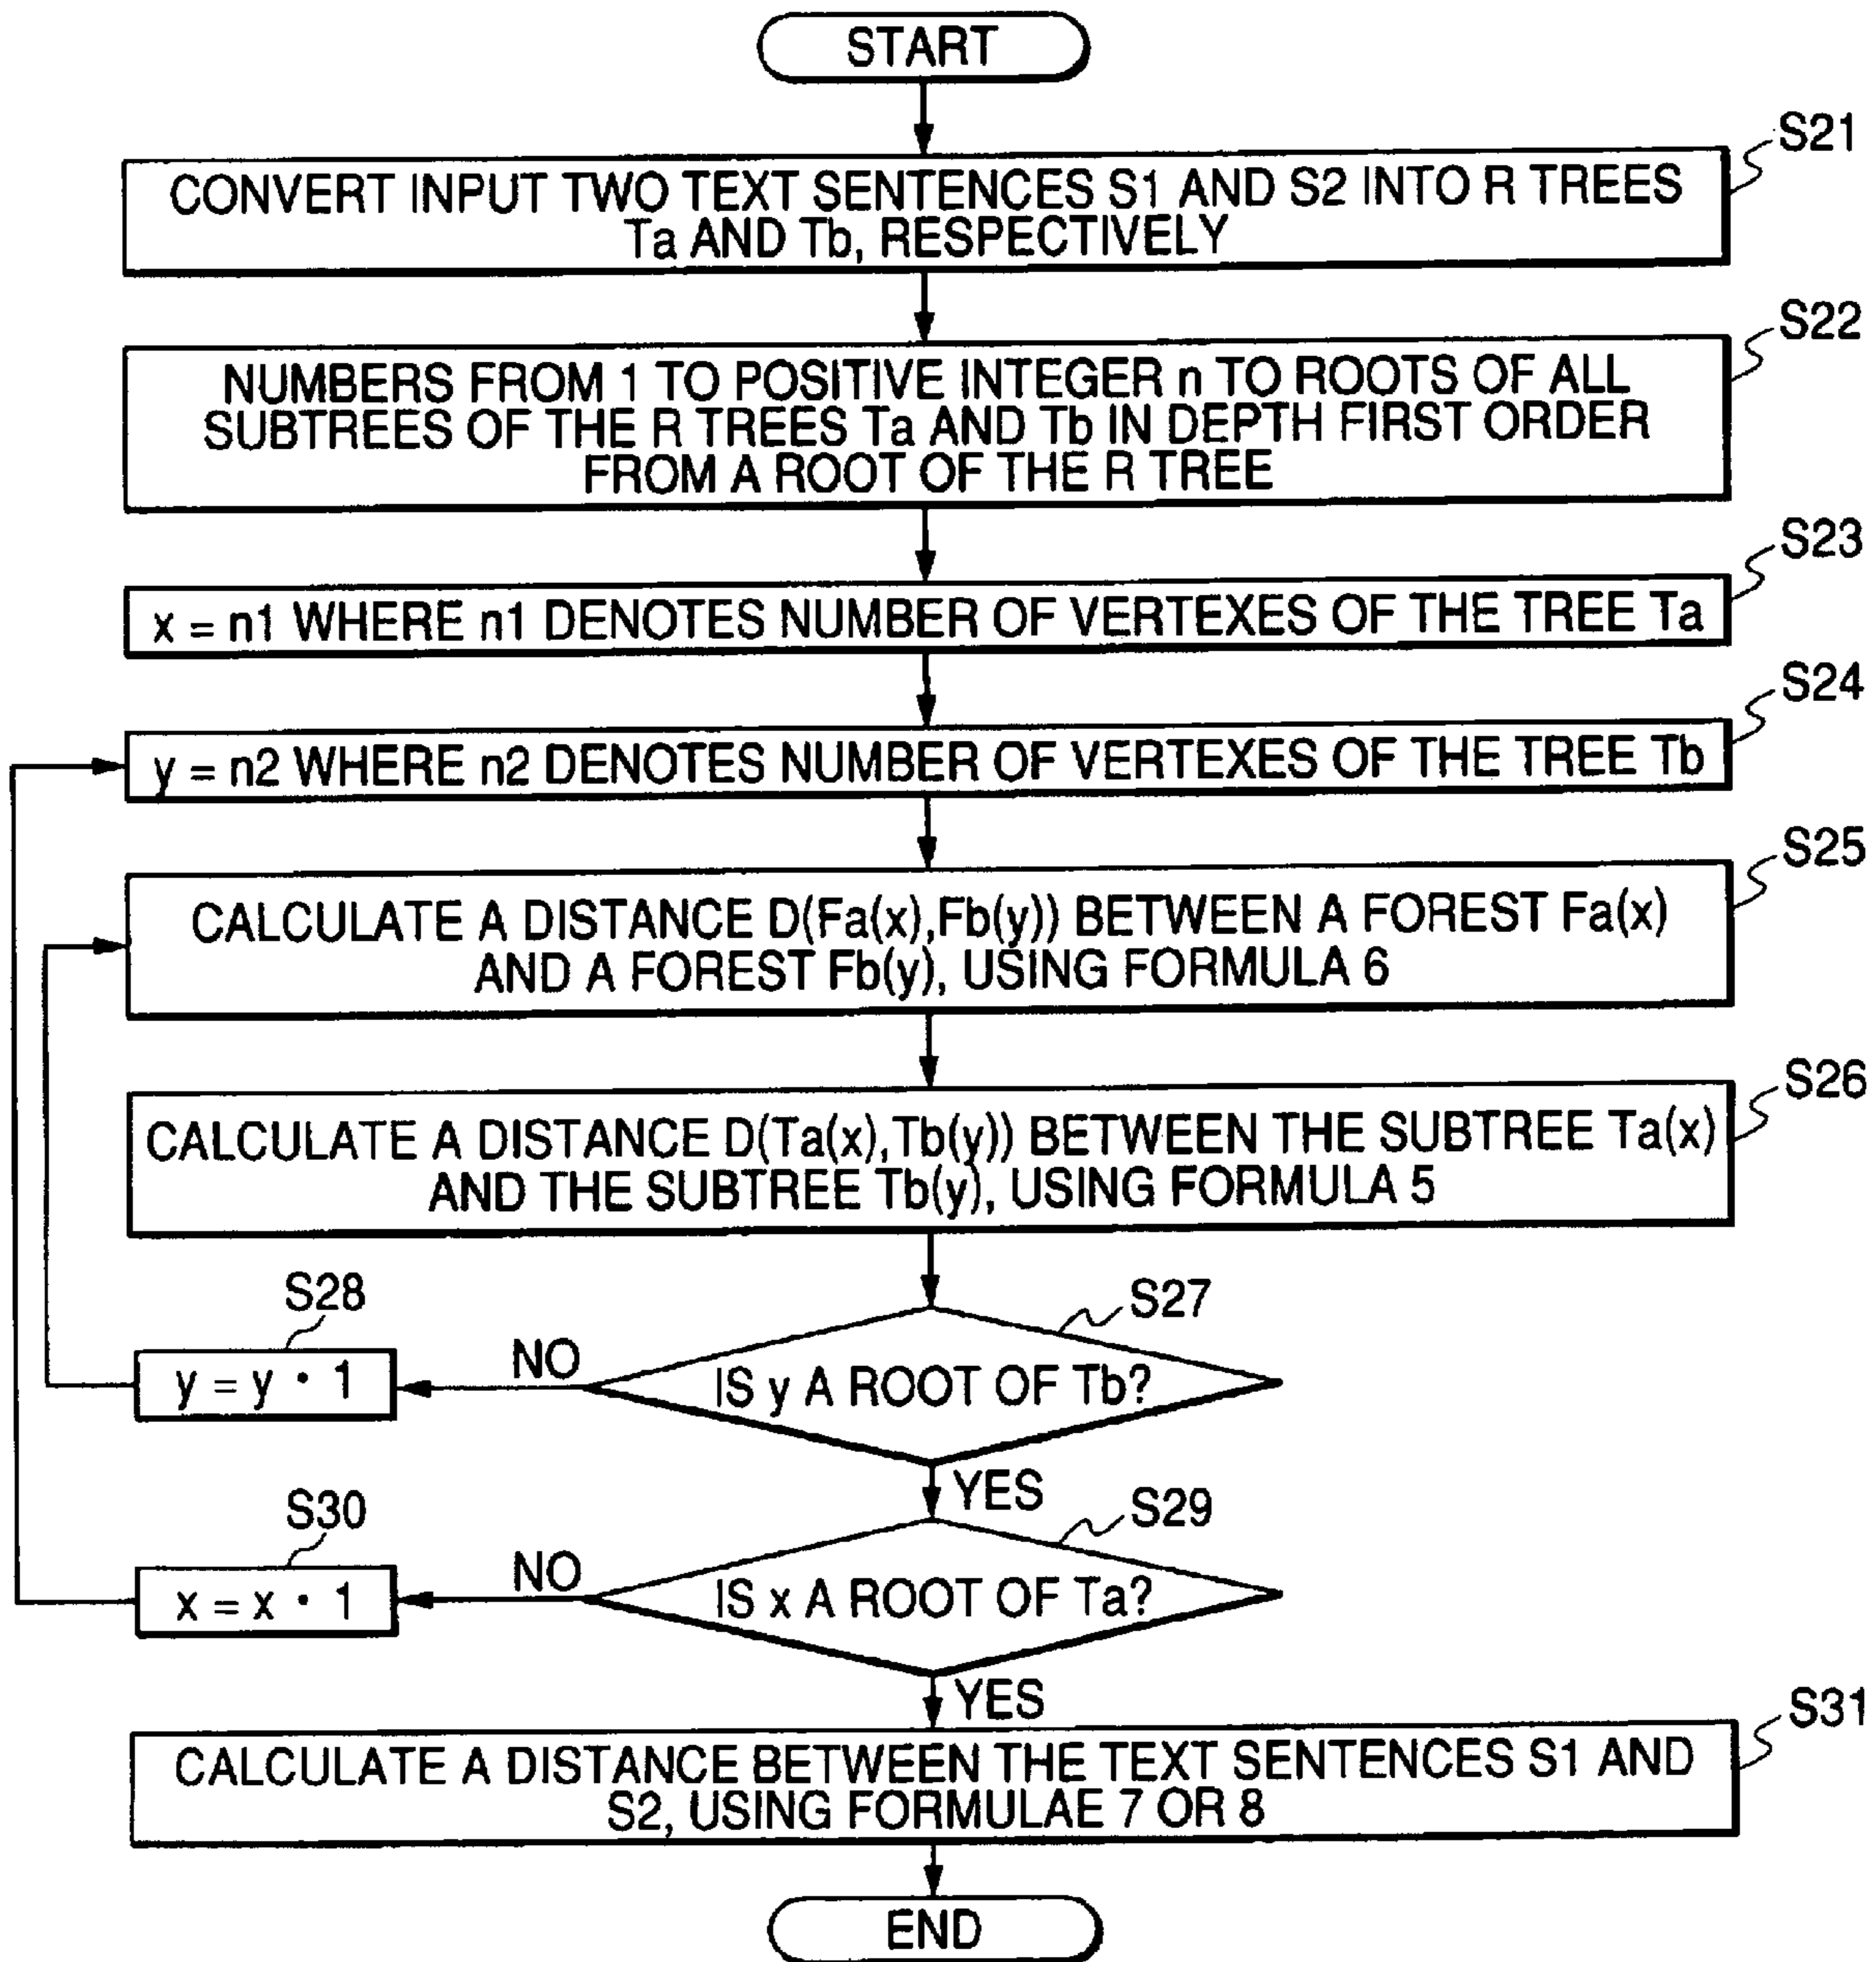 START
S21
CONVERT INPUT TWO TEXT SENTENCES S1 AND S2 INTO R TREES
Ta AND Tb, RESPECTIVELY
S22
NUMBERS FROM 1 TO POSITIVE INTEGER n TO ROOTS OF ALL
SUBTREES OF THE R TREES Ta AND Tb IN DEPTH FIRST ORDER
FROM A ROOT OF THE R TREE
S23
x = n1 WHERE n1 DENOTES NUMBER OF VERTEXES OF THE TREE Ta
S24
y = n2 WHERE n2 DENOTES NUMBER OF VERTEXES OF THE TREE Tb
S25
CALCULATE A DISTANCE D(Fa(x),Fb(y)) BETWEEN A FOREST Fa(x)
AND A FOREST Fb(y), USING FORMULA 6
S26
CALCULATE A DISTANCE D(Ta(x),Tb(y)) BETWEEN THE SUBTREE Ta(x)
AND THE SUBTREE Tb(y), USING FORMULA 5
S27
IS y A ROOT OF Tb?
NO
S28
y = y · 1
YES
S29
IS x A ROOT OF Ta?
NO
S30
x = x · 1
YES
S31
CALCULATE A DISTANCE BETWEEN THE TEXT SENTENCES S1 AND
S2, USING FORMULAE 7 OR 8
END